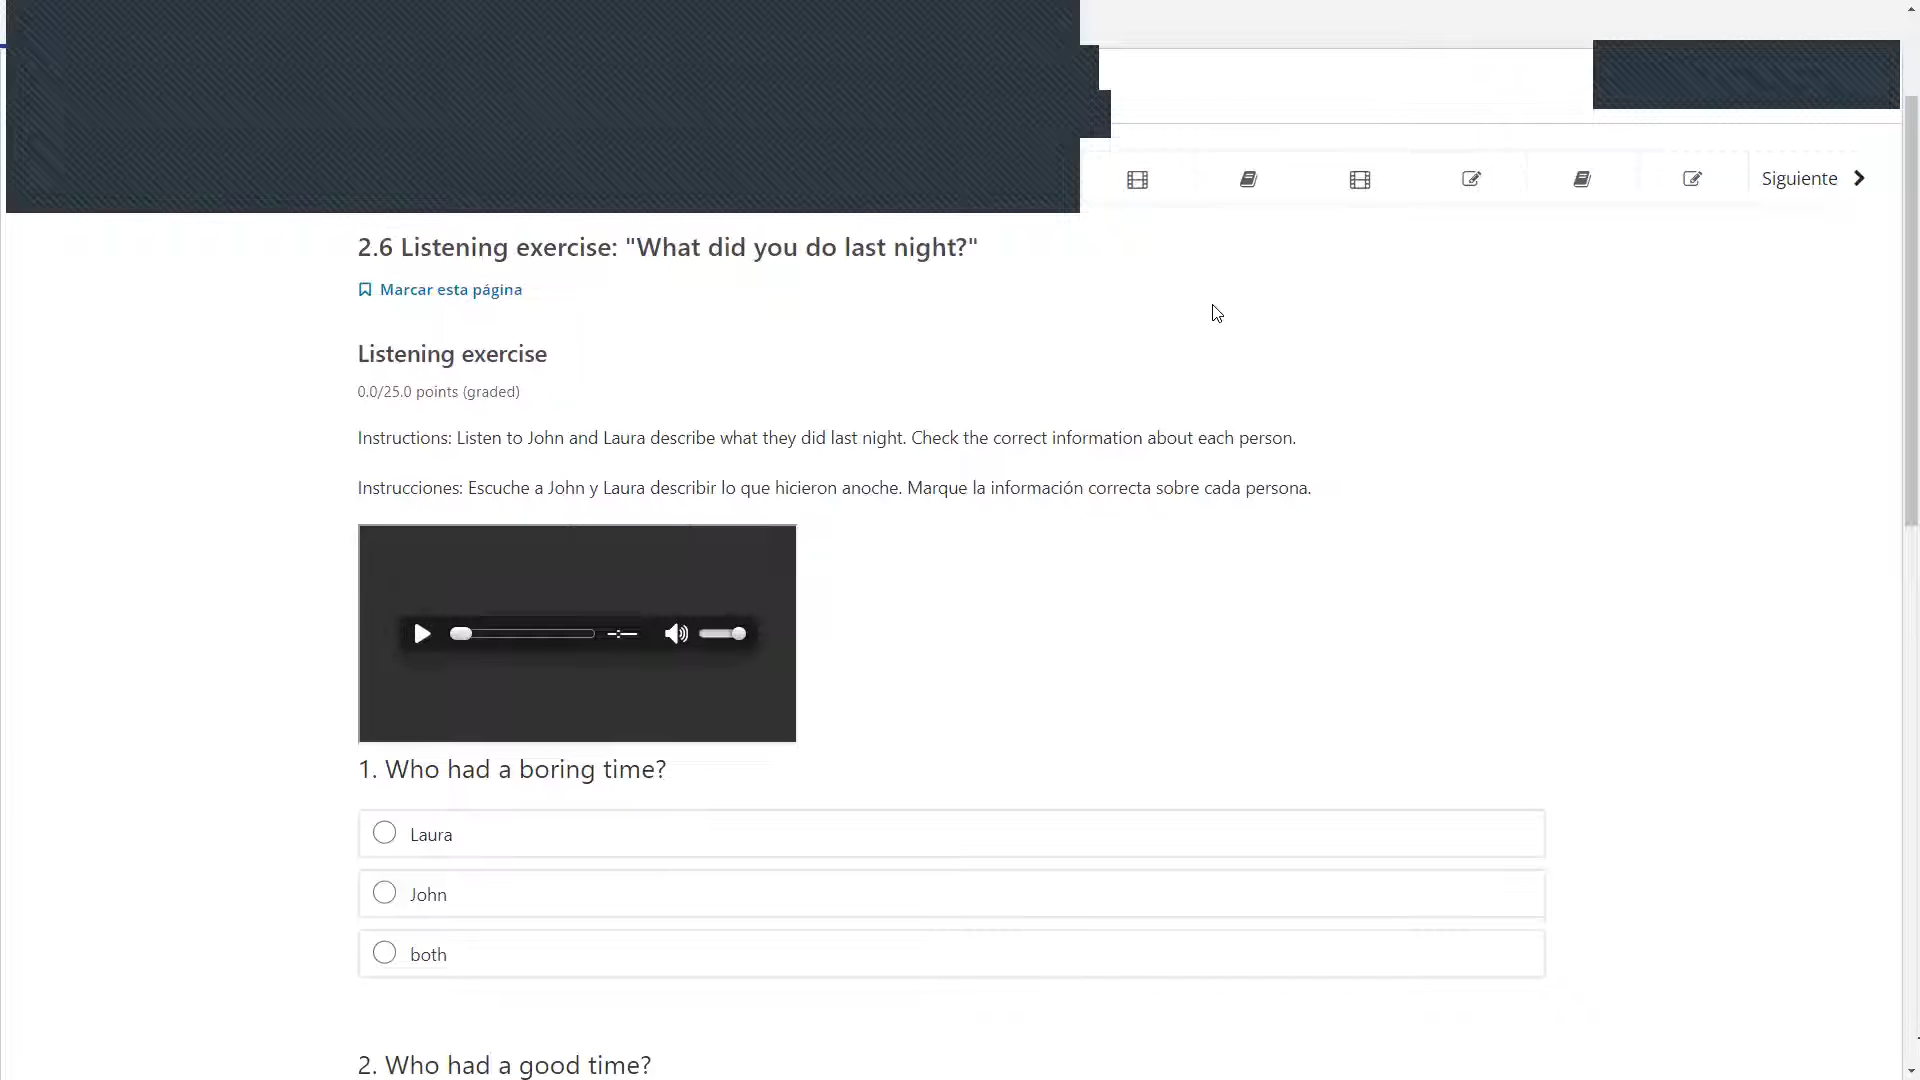 Siguiente
2.6 Listening exercise: "What did you do last night?"
Marcar esta página
Listening exercise
0.0/25.0 points (graded)
Instructions: Listen to John and Laura describe what they did last night. Check the correct information about each person.
Instrucciones: Escuche a John y Laura describir lo que hicieron anoche. Marque la información correcta sobre cada persona.
1. Who had a boring time?
Laura
John
both
2. Who had a good time?